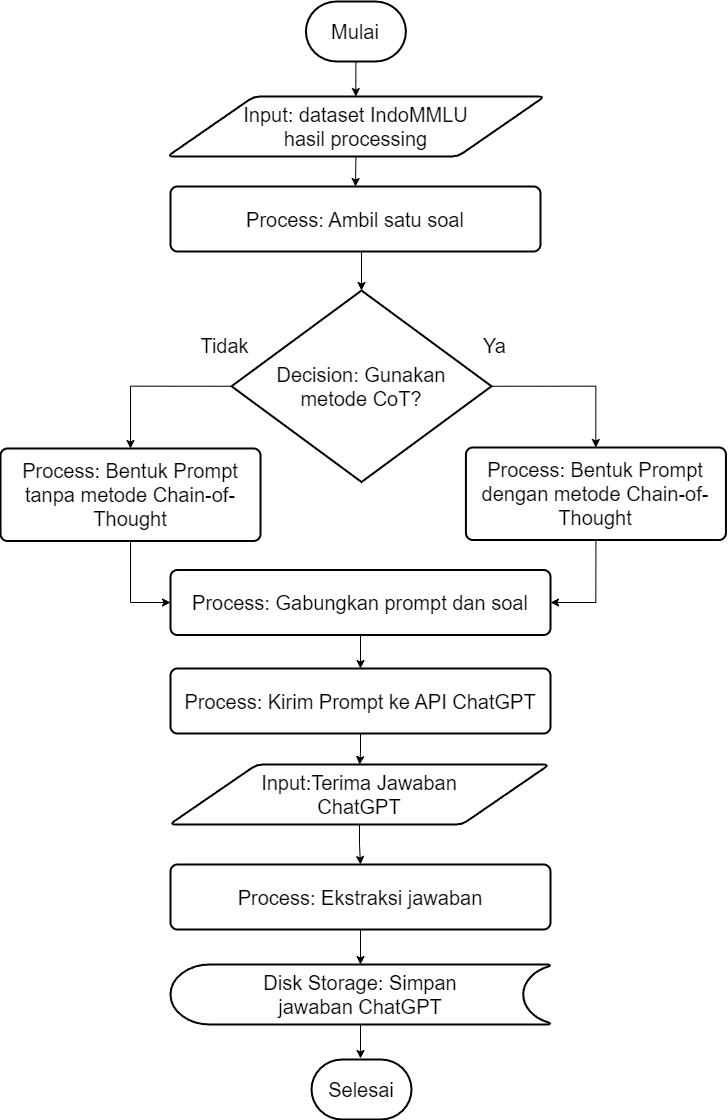 Mulai
Input: dataset IndoMMLU
hasil processing
Process: Ambil satu soal
Tidak
Ya
Decision: Gunakan
metode CoT?
Process: Bentuk Prompt
tanpa metode Chain-of-
Thought
Process: Bentuk Prompt
dengan metode Chain-of-
Thought
Process: Gabungkan prompt dan soal
Process: Kirim Prompt ke API ChatGPT
Input:Terima Jawaban
ChatGPT
Process: Ekstraksi jawaban
Disk Storage: Simpan
jawaban ChatGPT
Selesai